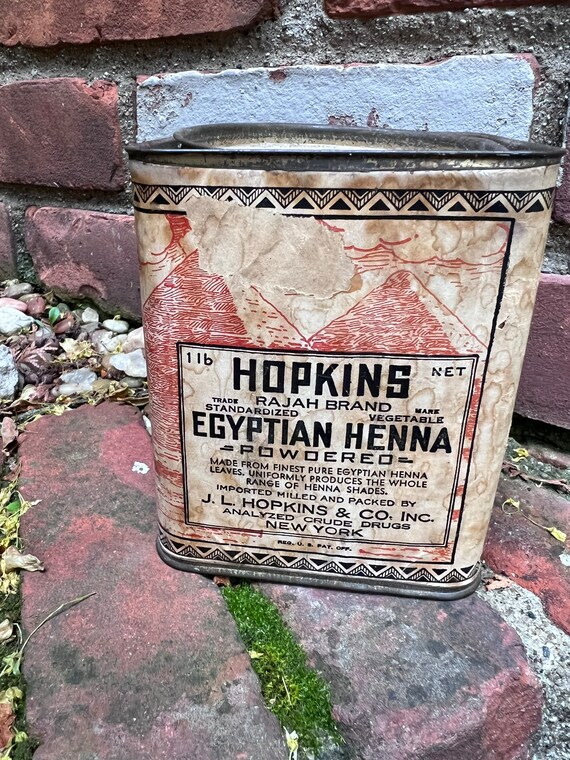 1 lb HOPKINS NET
RAJAH BRAND
TRADE MARK
STANDARDIZED VEGETABLE
EGYPTIAN HENNA
-POWDERED-
MADE FROM FINEST PURE EGYPTIAN HENNA
LEAVES. UNIFORMLY PRODUCES THE WHOLE
RANGE OF HENNA SHADES.
IMPORTED MILLED AND PACKED BY
J. L. HOPKINS & CO. INC.
ANALYZED CRUDE DRUGS
NEW YORK
REG. U. S. PAT. OFF.